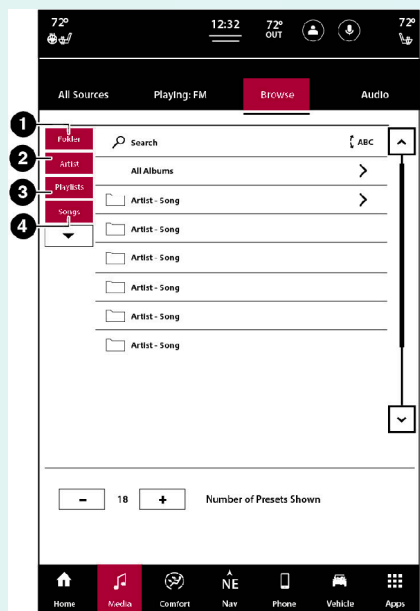 72° 12:32 72° 72°
OUT
All Sources Playing: FM Browse Audio
1 Folder
2 Artist
3 Playlists
4 Songs
Search ABC
All Albums
Artist - Song
Artist - Song
Artist - Song
Artist - Song
Artist - Song
Artist - Song
- 18 + Number of Presets Shown
NE
Home Media Comfort Nav Phone Vehicle Apps